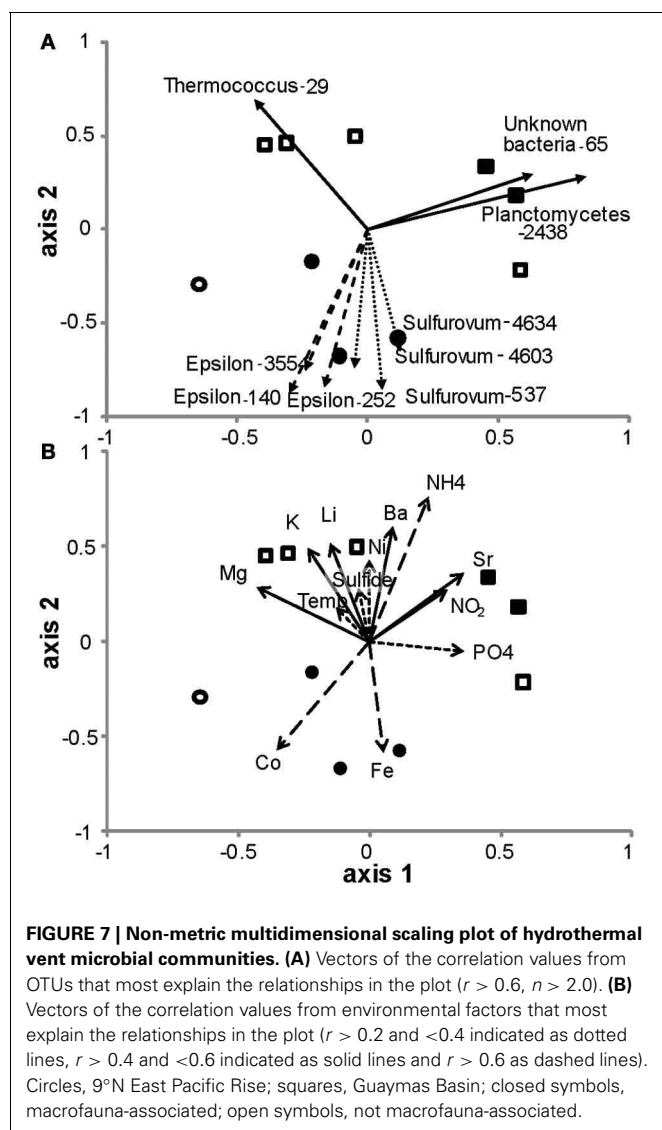 A
1
Thermococcus-29
0.5
Unknown
bacteria-65
axis 2
0
Planctomycetes
-2438
-0.5
Sulfurovum-4634
Sulfurovum-4603
Epsilon-3554
Epsilon-140
Epsilon-252
Sulfurovum-537
-1
-1
-0.5
0
0.5
1
B
1
NH4
K
Li
Ba
0.5
Ni
Sr
Mg
Sulfide
Temp
NO2
axis 2
0
PO4
-0.5
Co
Fe
-1
-1
-0.5
0
0.5
1
axis 1
FIGURE 7 | Non-metric multidimensional scaling plot of hydrothermal
vent microbial communities. (A) Vectors of the correlation values from
OTUs that most explain the relationships in the plot (r > 0.6, n > 2.0). (B)
Vectors of the correlation values from environmental factors that most
explain the relationships in the plot (r > 0.2 and <0.4 indicated as dotted
lines, r > 0.4 and <0.6 indicated as solid lines and r > 0.6 as dashed lines).
Circles, 9°N East Pacific Rise; squares, Guaymas Basin; closed symbols,
macrofauna-associated; open symbols, not macrofauna-associated.